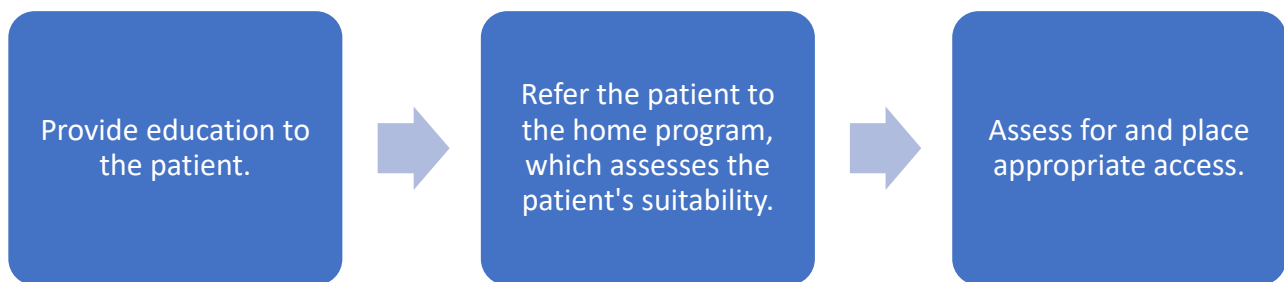 Provide education to
the patient.
Refer the patient to
the home program,
which assesses the
patient's suitability.
Assess for and place
appropriate access.